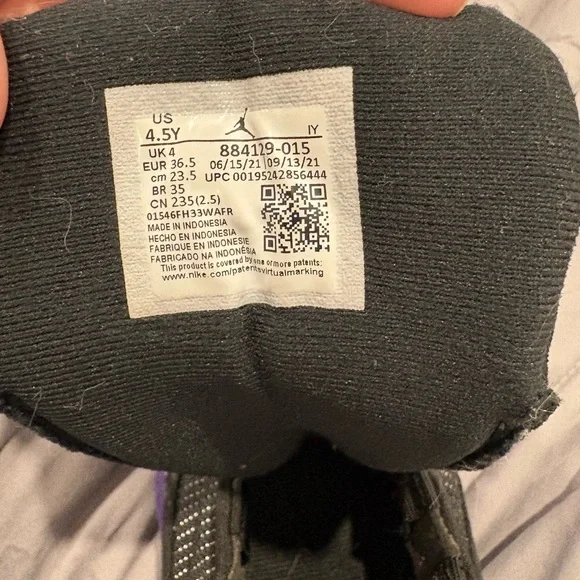 US
4.5Y IY
UK 4 884129-015
EUR 36.5 06/15/21 09/13/21
cm 23.5 UPC 00195242856444
BR 35
CN 235(2.5)
01546FH33WAFR
MADE IN INDONESIA
HECHO EN INDONESIA
FABRIQUE EN INDONESIE
FABRICADO NA INDONÉSIA
This product is covered by one or more patents:
www.nike.com/patentsvirtualmarking